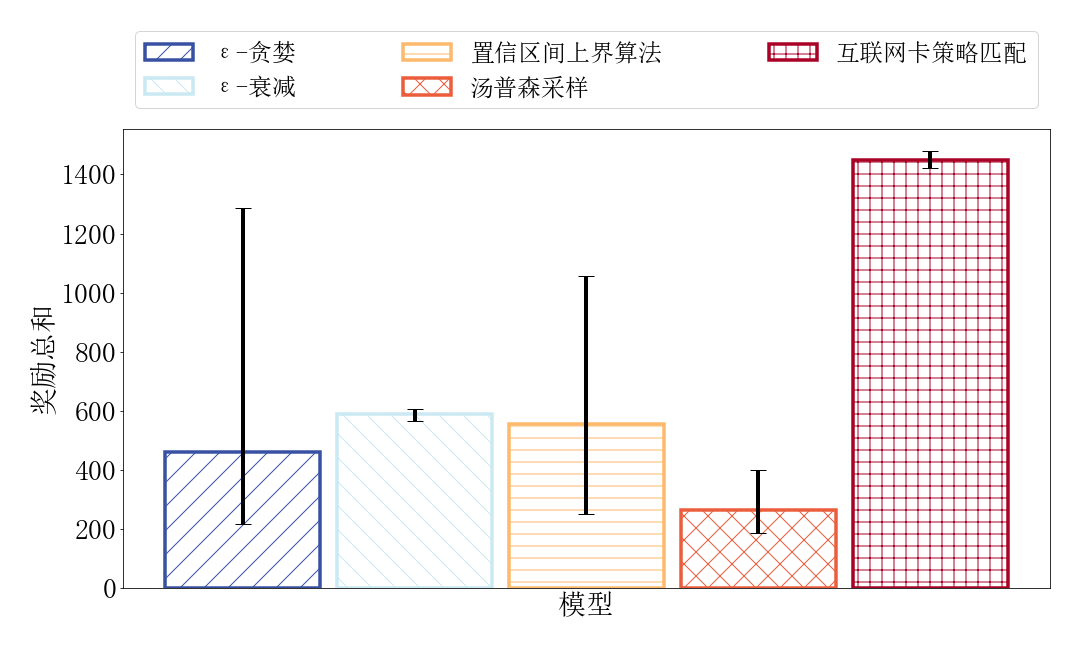 ε-贪婪
置信区间上界算法
互联网卡策略匹配
ε-衰减
汤普森采样
1400
1200
1000
800
600
400
200
0
奖励总和
模型